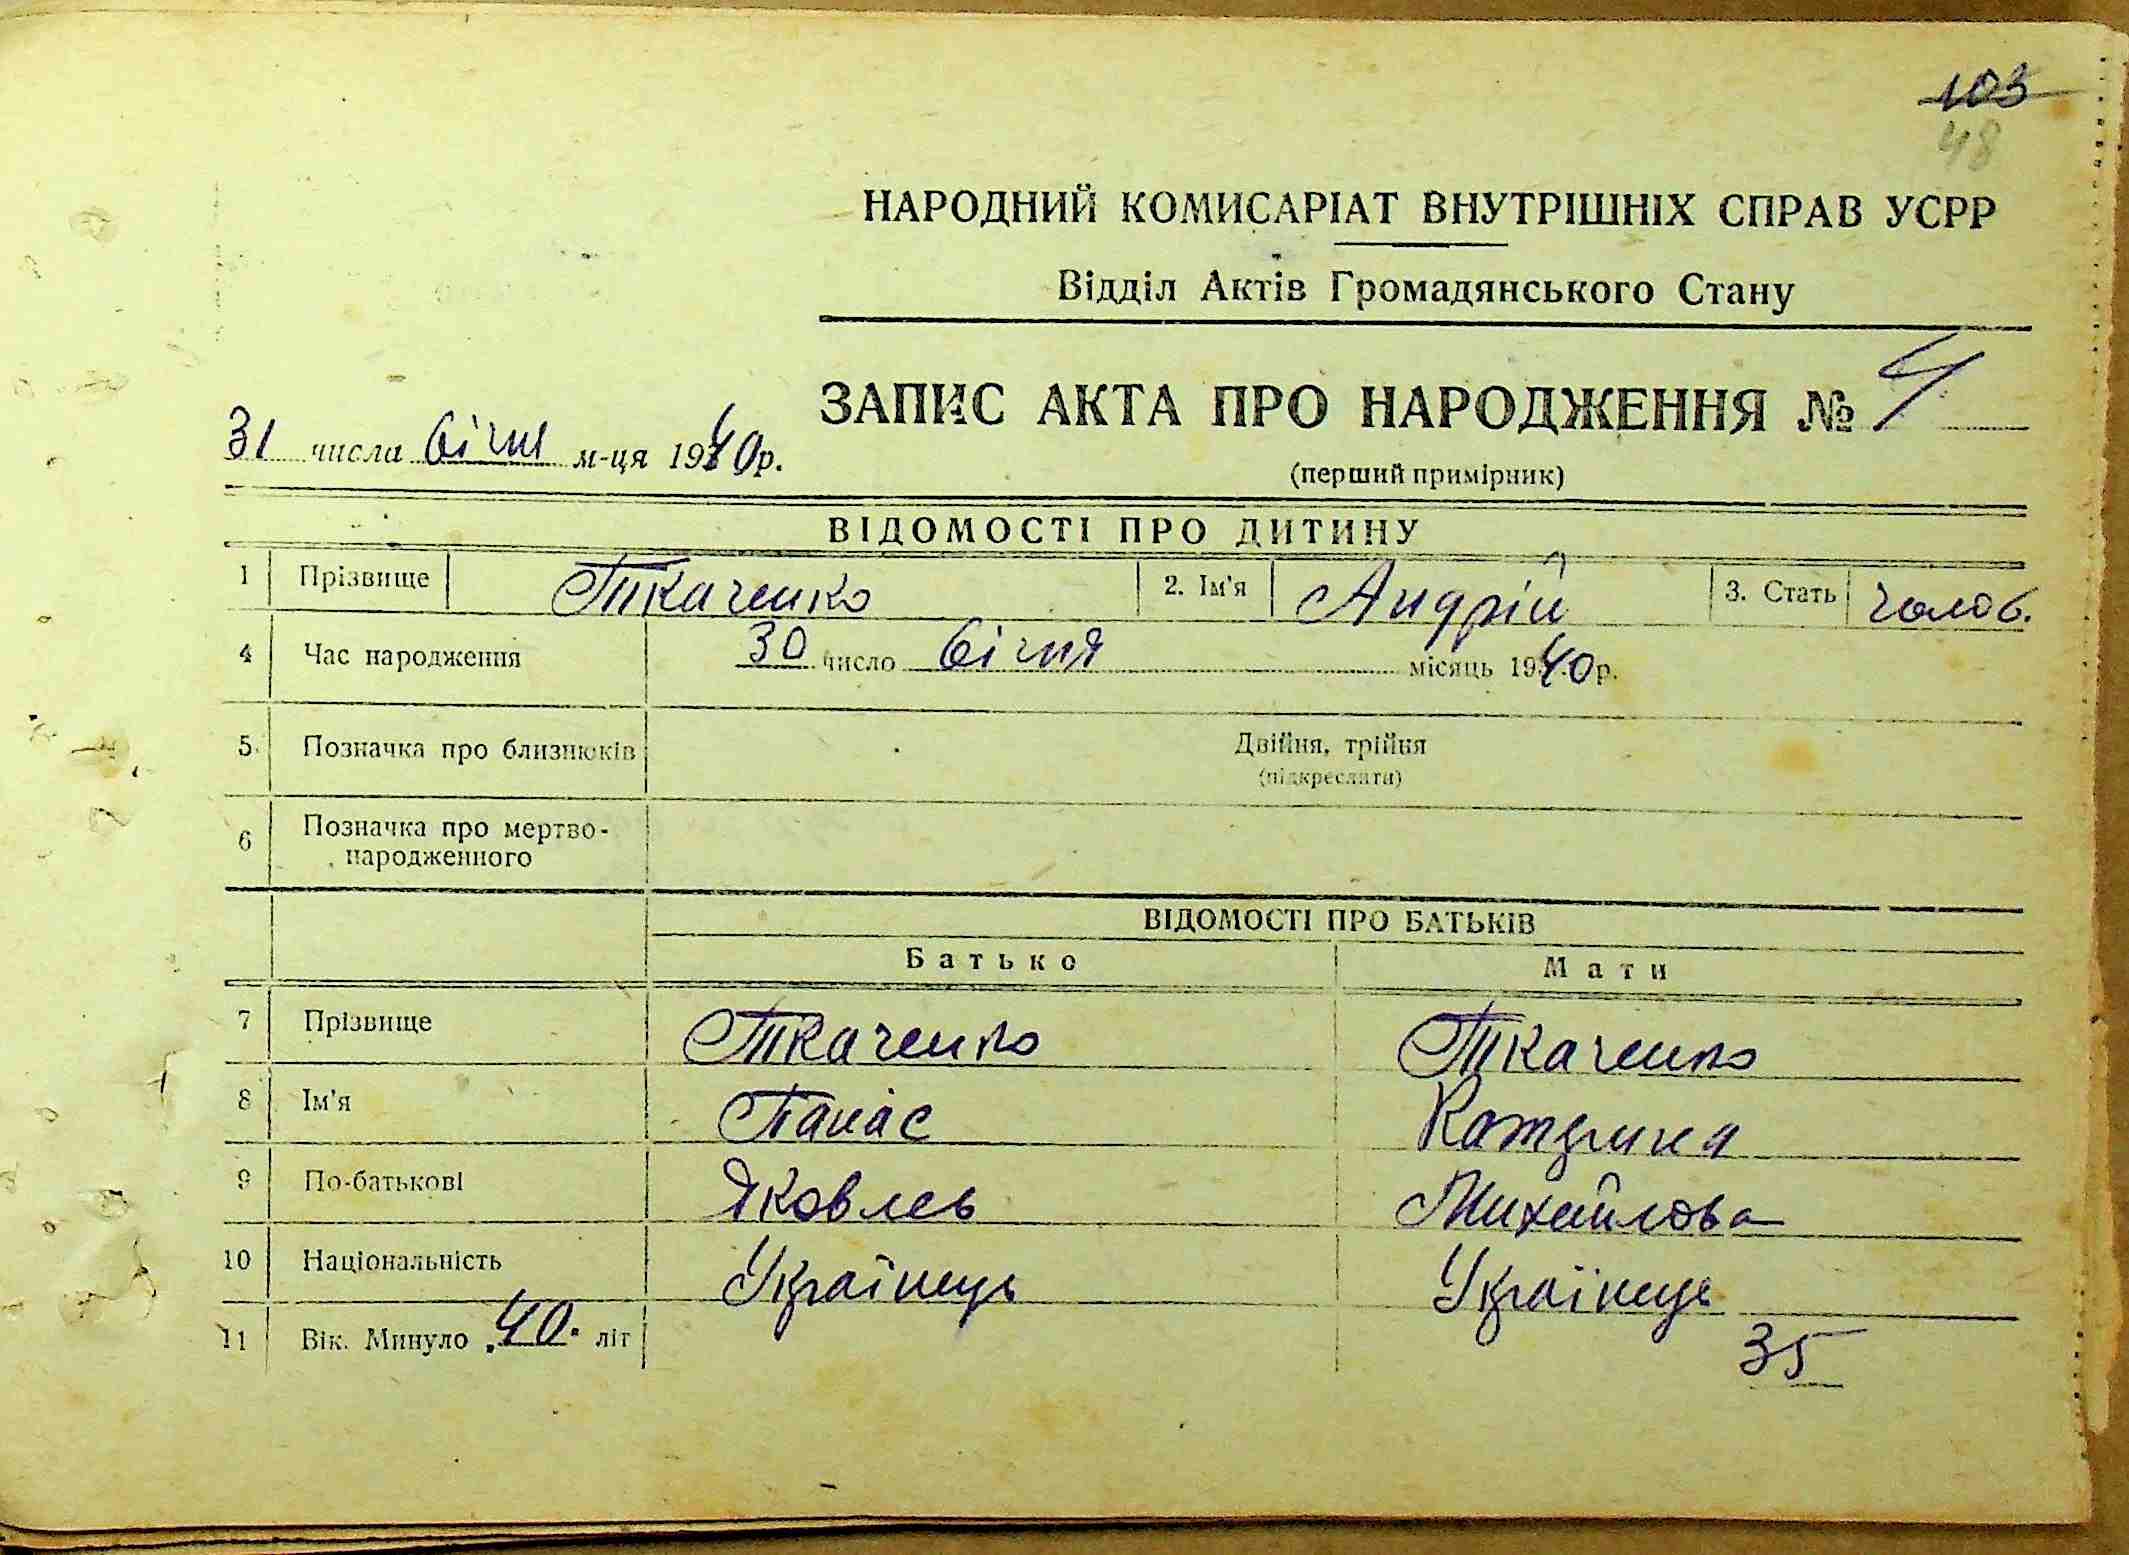 103
48
НАРОДНИЙ КОМИСАРІАТ ВНУТРІШНІХ СПРАВ УСРР
Відділ Актів Громадянського Стану
ЗАПИС АКТА ПРО НАРОДЖЕННЯ № 4
31 числа січня м-ця 1940р.
(перший примірник)
ВІДОМОСТІ ПРО ДИТИНУ
1 Прізвище Ткаченко 2. Ім'я Андрій 3. Стать чолов.
4 Час народження 30 число січня місяць 1940р.
5 Позначка про близнюків Двійня, трійня
(підкреслити)
6 Позначка про мертво-
народженного
ВІДОМОСТІ ПРО БАТЬКІВ
Батько Мати
7 Прізвище Ткаченко Ткаченко
8 Ім'я Панас Катерина
9 По-батькові Яковлев Михайлова
10 Національність Українець Українець
11 Вік. Минуло 40. літ 35